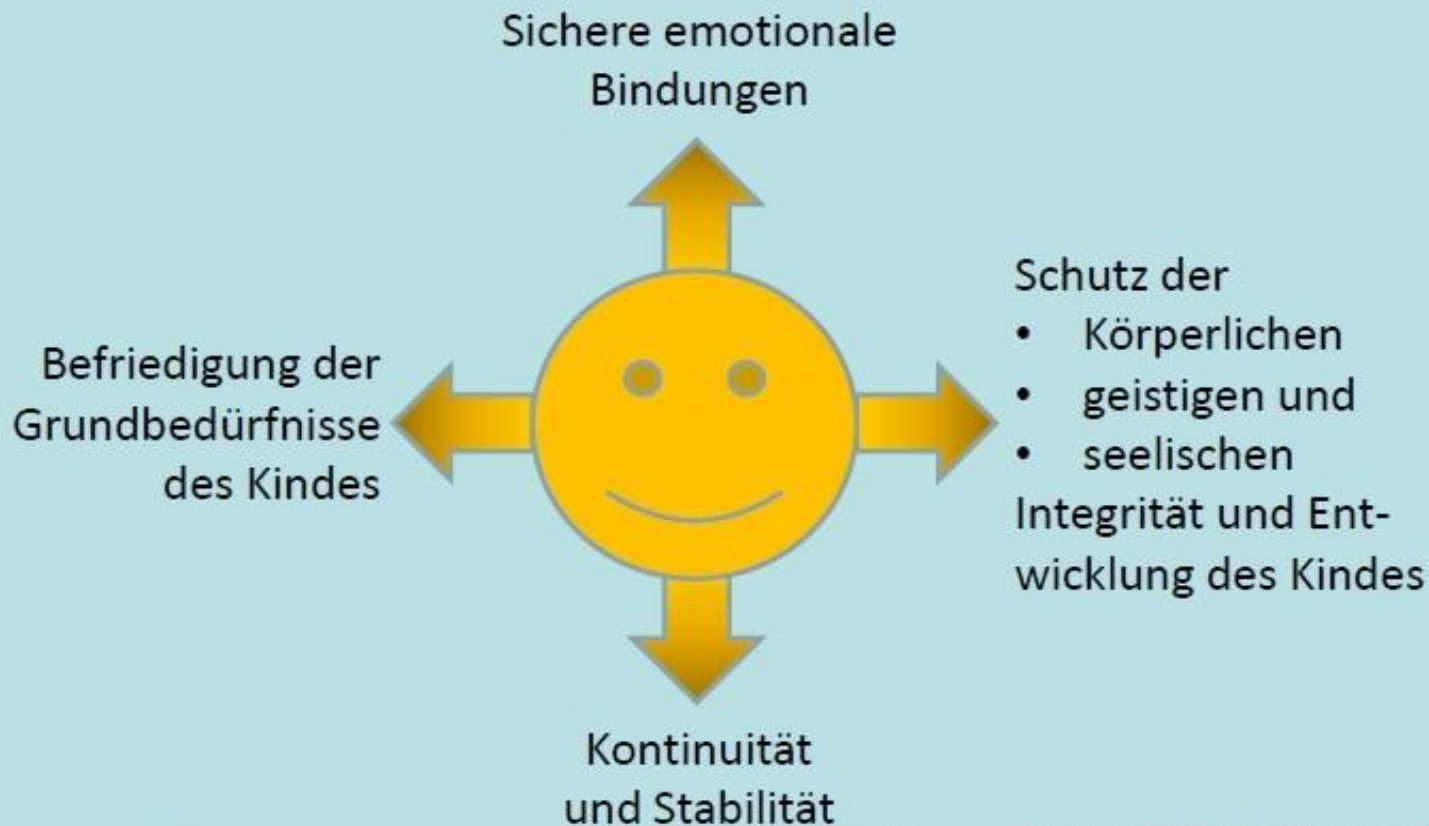 Sichere emotionale
Bindungen
Befriedigung der
Grundbedürfnisse
des Kindes
Schutz der
• Körperlichen
• geistigen und
• seelischen
Integrität und Ent-
wicklung des Kindes
Kontinuität
und Stabilität